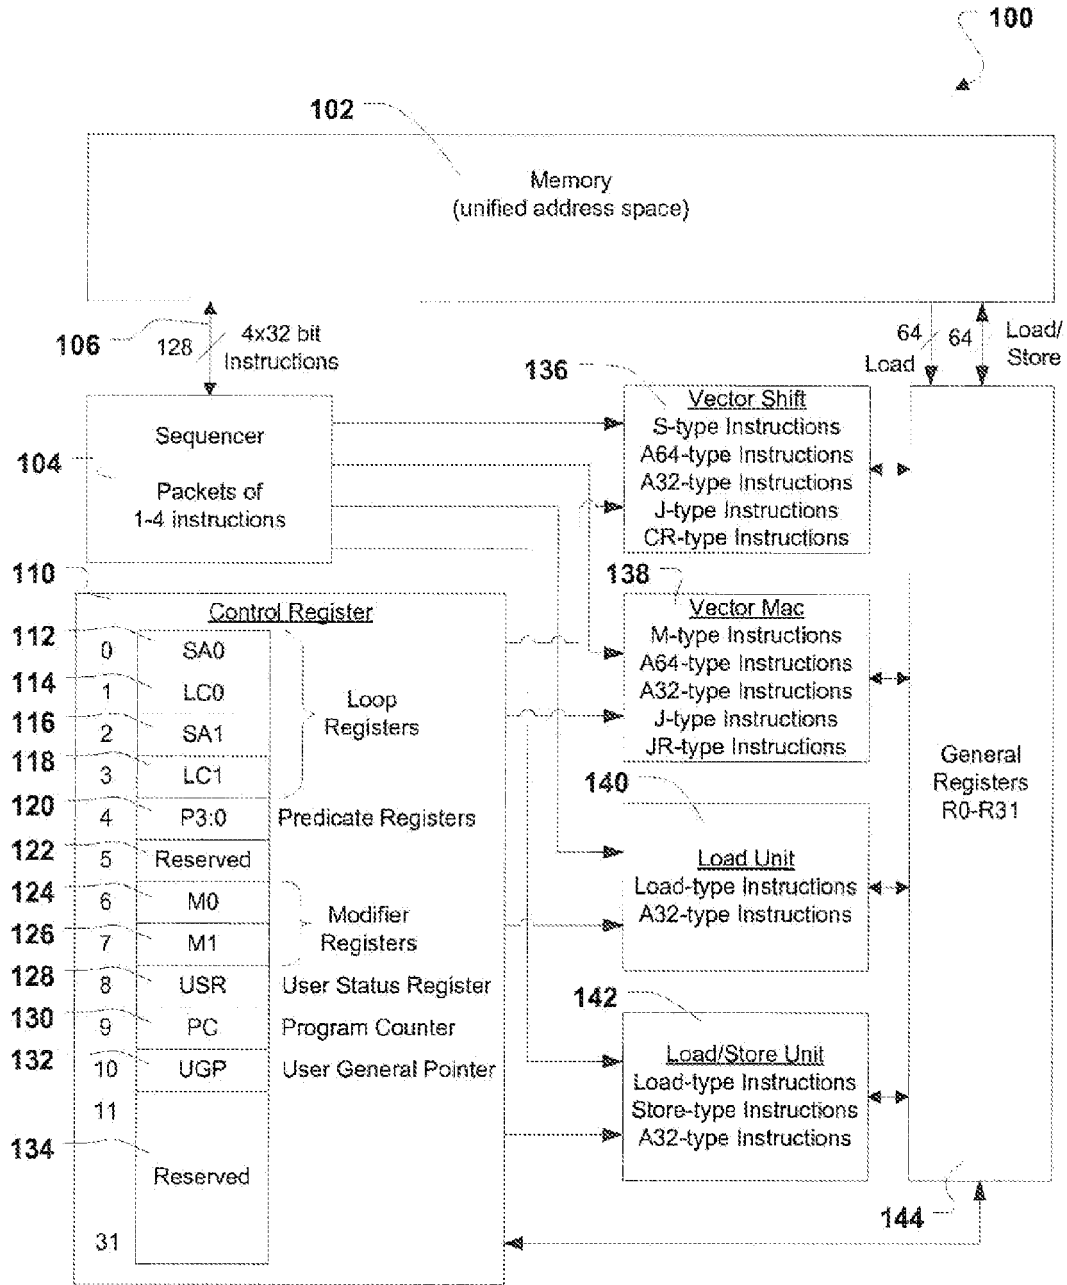 100
102
Memory
(unified address space)
106
128
4x32 bit
Instructions
64
Load
64
Load/
Store
104
Sequencer
Packets of
1-4 instructions
136
Vector Shift
S-type Instructions
A64-type Instructions
A32-type Instructions
J-type Instructions
CR-type Instructions
138
Vector Mac
M-type Instructions
A64-type Instructions
A32-type Instructions
J-type Instructions
JR-type Instructions
140
Load Unit
Load-type Instructions
A32-type Instructions
142
Load/Store Unit
Load-type Instructions
Store-type Instructions
A32-type Instructions
General
Registers
R0-R31
144
110
Control Register
112
0 SA0
114
1 LC0
Loop
Registers
116
2 SA1
118
3 LC1
120
4 P3:0 Predicate Registers
122
5 Reserved
124
6 M0
Modifier
Registers
126
7 M1
128
8 USR User Status Register
130
9 PC Program Counter
132
10 UGP User General Pointer
11
134
Reserved
31